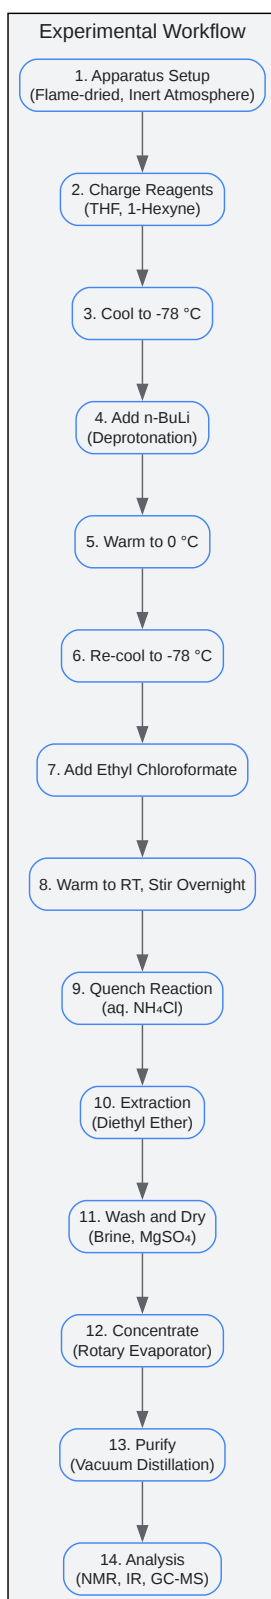 Experimental Workflow
1. Apparatus Setup
(Flame-dried, Inert Atmosphere)
2. Charge Reagents
(THF, 1-Hexyne)
3. Cool to -78 °C
4. Add n-BuLi
(Deprotonation)
5. Warm to 0 °C
6. Re-cool to -78 °C
7. Add Ethyl Chloroformate
8. Warm to RT, Stir Overnight
9. Quench Reaction
(aq. NH₄Cl)
10. Extraction
(Diethyl Ether)
11. Wash and Dry
(Brine, MgSO₄)
12. Concentrate
(Rotary Evaporator)
13. Purify
(Vacuum Distillation)
14. Analysis
(NMR, IR, GC-MS)